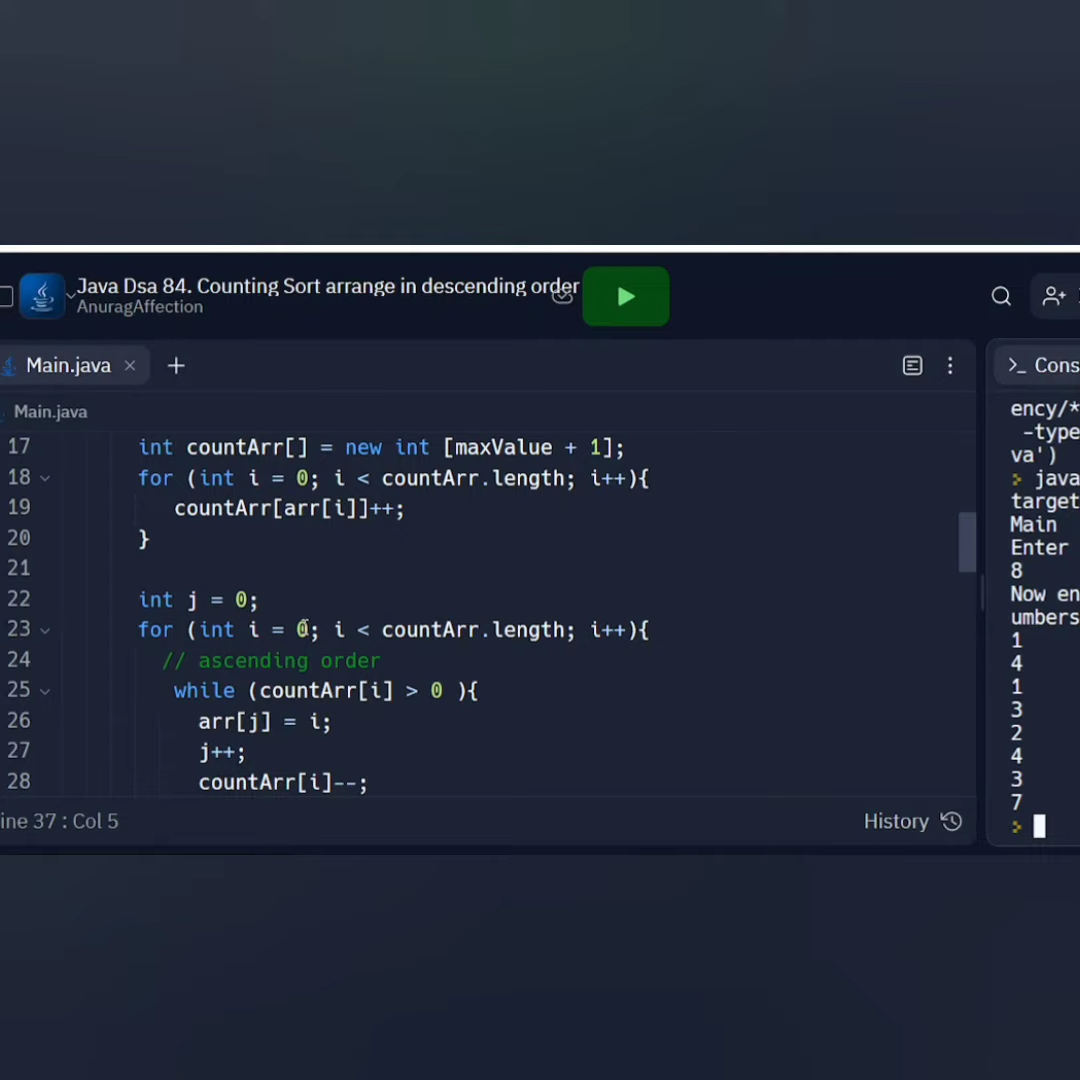 Java Dsa 84. Counting Sort arrange in descending order
AnuragAffection
Main.java
Main.java
17 int countArr[] = new int [maxValue + 1];
18 for (int i = 0; i < countArr.length; i++){
19 countArr[arr[i]]++;
20 }
21
22 int j = 0;
23 for (int i = 0; i < countArr.length; i++){
24 // ascending order
25 while (countArr[i] > 0 ){
26 arr[j] = i;
27 j++;
28 countArr[i]--;
ine 37 : Col 5
History
>_ Cons
ency/*
-type
va')
> java
target
Main
Enter
8
Now en
umbers
1
4
1
3
2
4
3
7
>